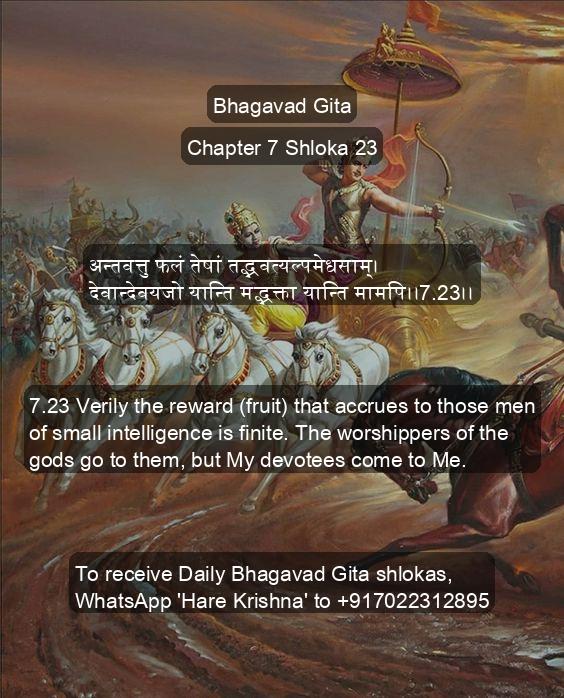 Bhagavad Gita
Chapter 7 Shloka 23
अन्तवत्तु फलं तेषां तद्भवत्यल्पमेधसाम्।
देवान्देवयजो यान्ति मद्भक्ता यान्ति मामपि।।7.23।।
7.23 Verily the reward (fruit) that accrues to those men
of small intelligence is finite. The worshippers of the
gods go to them, but My devotees come to Me.
To receive Daily Bhagavad Gita shlokas,
WhatsApp 'Hare Krishna' to +917022312895